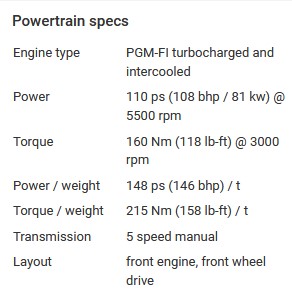 Powertrain specs
Engine type PGM-FI turbocharged and
intercooled
Power 110 ps (108 bhp / 81 kw) @
5500 rpm
Torque 160 Nm (118 lb-ft) @ 3000
rpm
Power / weight 148 ps (146 bhp) / t
Torque / weight 215 Nm (158 lb-ft) / t
Transmission 5 speed manual
Layout front engine, front wheel
drive